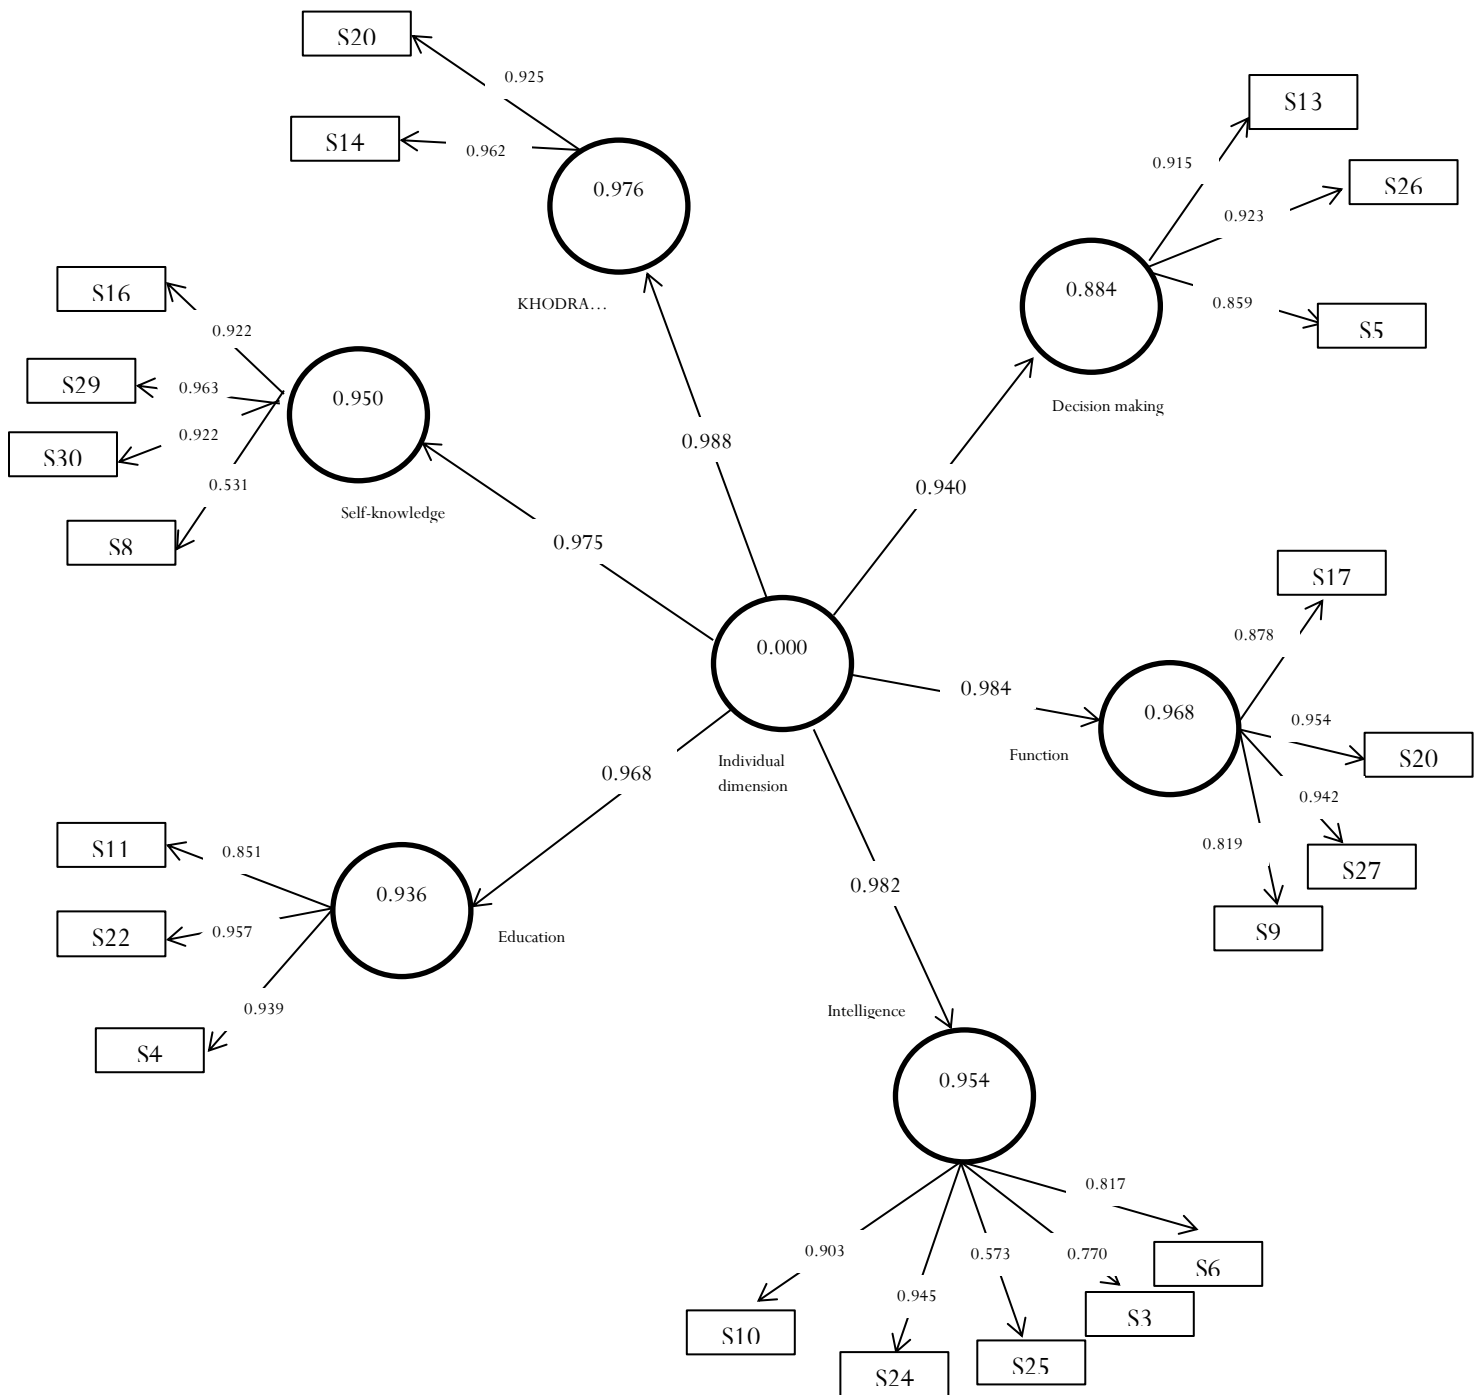 S20
0.925
S13
S14
0.962
0.915
S26
0.976
0.923
S16
0.884
KHODRA…
0.859
S5
0.922
S29
0.963
0.950
Decision making
S30
0.922
0.988
0.531
0.940
Self-knowledge
S8
0.975
S17
0.878
0.000
0.984
0.968
0.954
S20
Function
Individual
dimension
0.968
0.942
S11
0.851
0.819
S27
0.982
0.936
S22
0.957
S9
Education
0.939
Intelligence
S4
0.954
0.817
0.903
0.573
0.770
S6
0.945
S3
S10
S25
S24